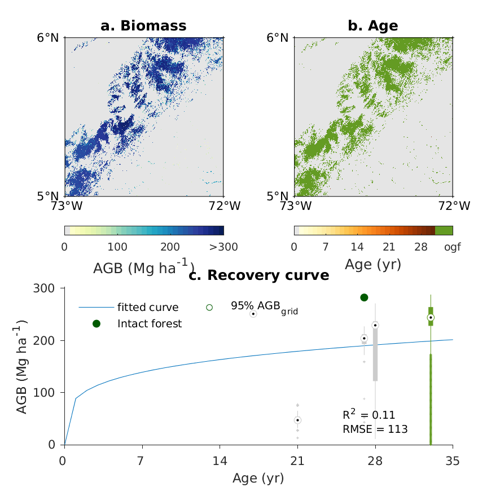 a. Biomass
b. Age
6°N
5°N
73°W
72°W
6°N
5°N
73°W
72°W
0 100 200 >300
AGB (Mg ha⁻¹)
0 7 14 21 28 ogf
Age (yr)
c. Recovery curve
300
200
100
0
AGB (Mg ha⁻¹)
fitted curve
Intact forest
95% AGB_grid
R² = 0.11
RMSE = 113
0 7 14 21 28 35
Age (yr)